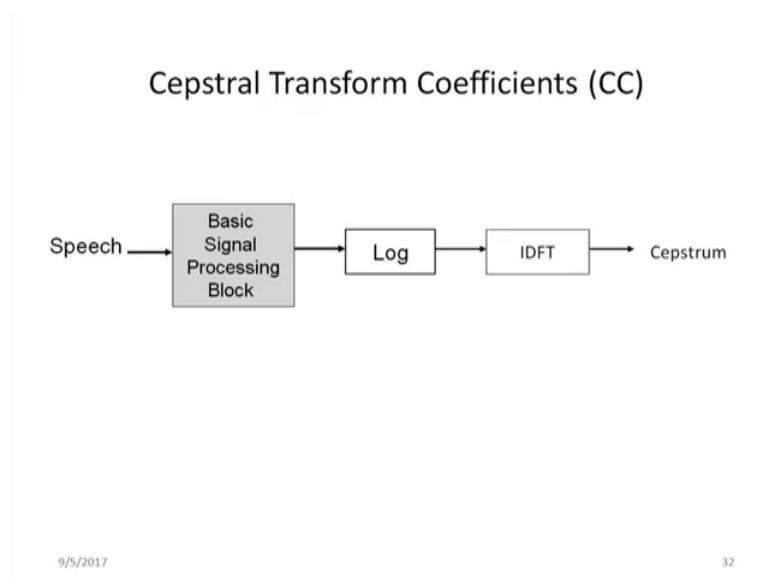 Cepstral Transform Coefficients (CC)
Speech
Basic
Signal
Processing
Block
Log
IDFT
Cepstrum
9/5/2017
32